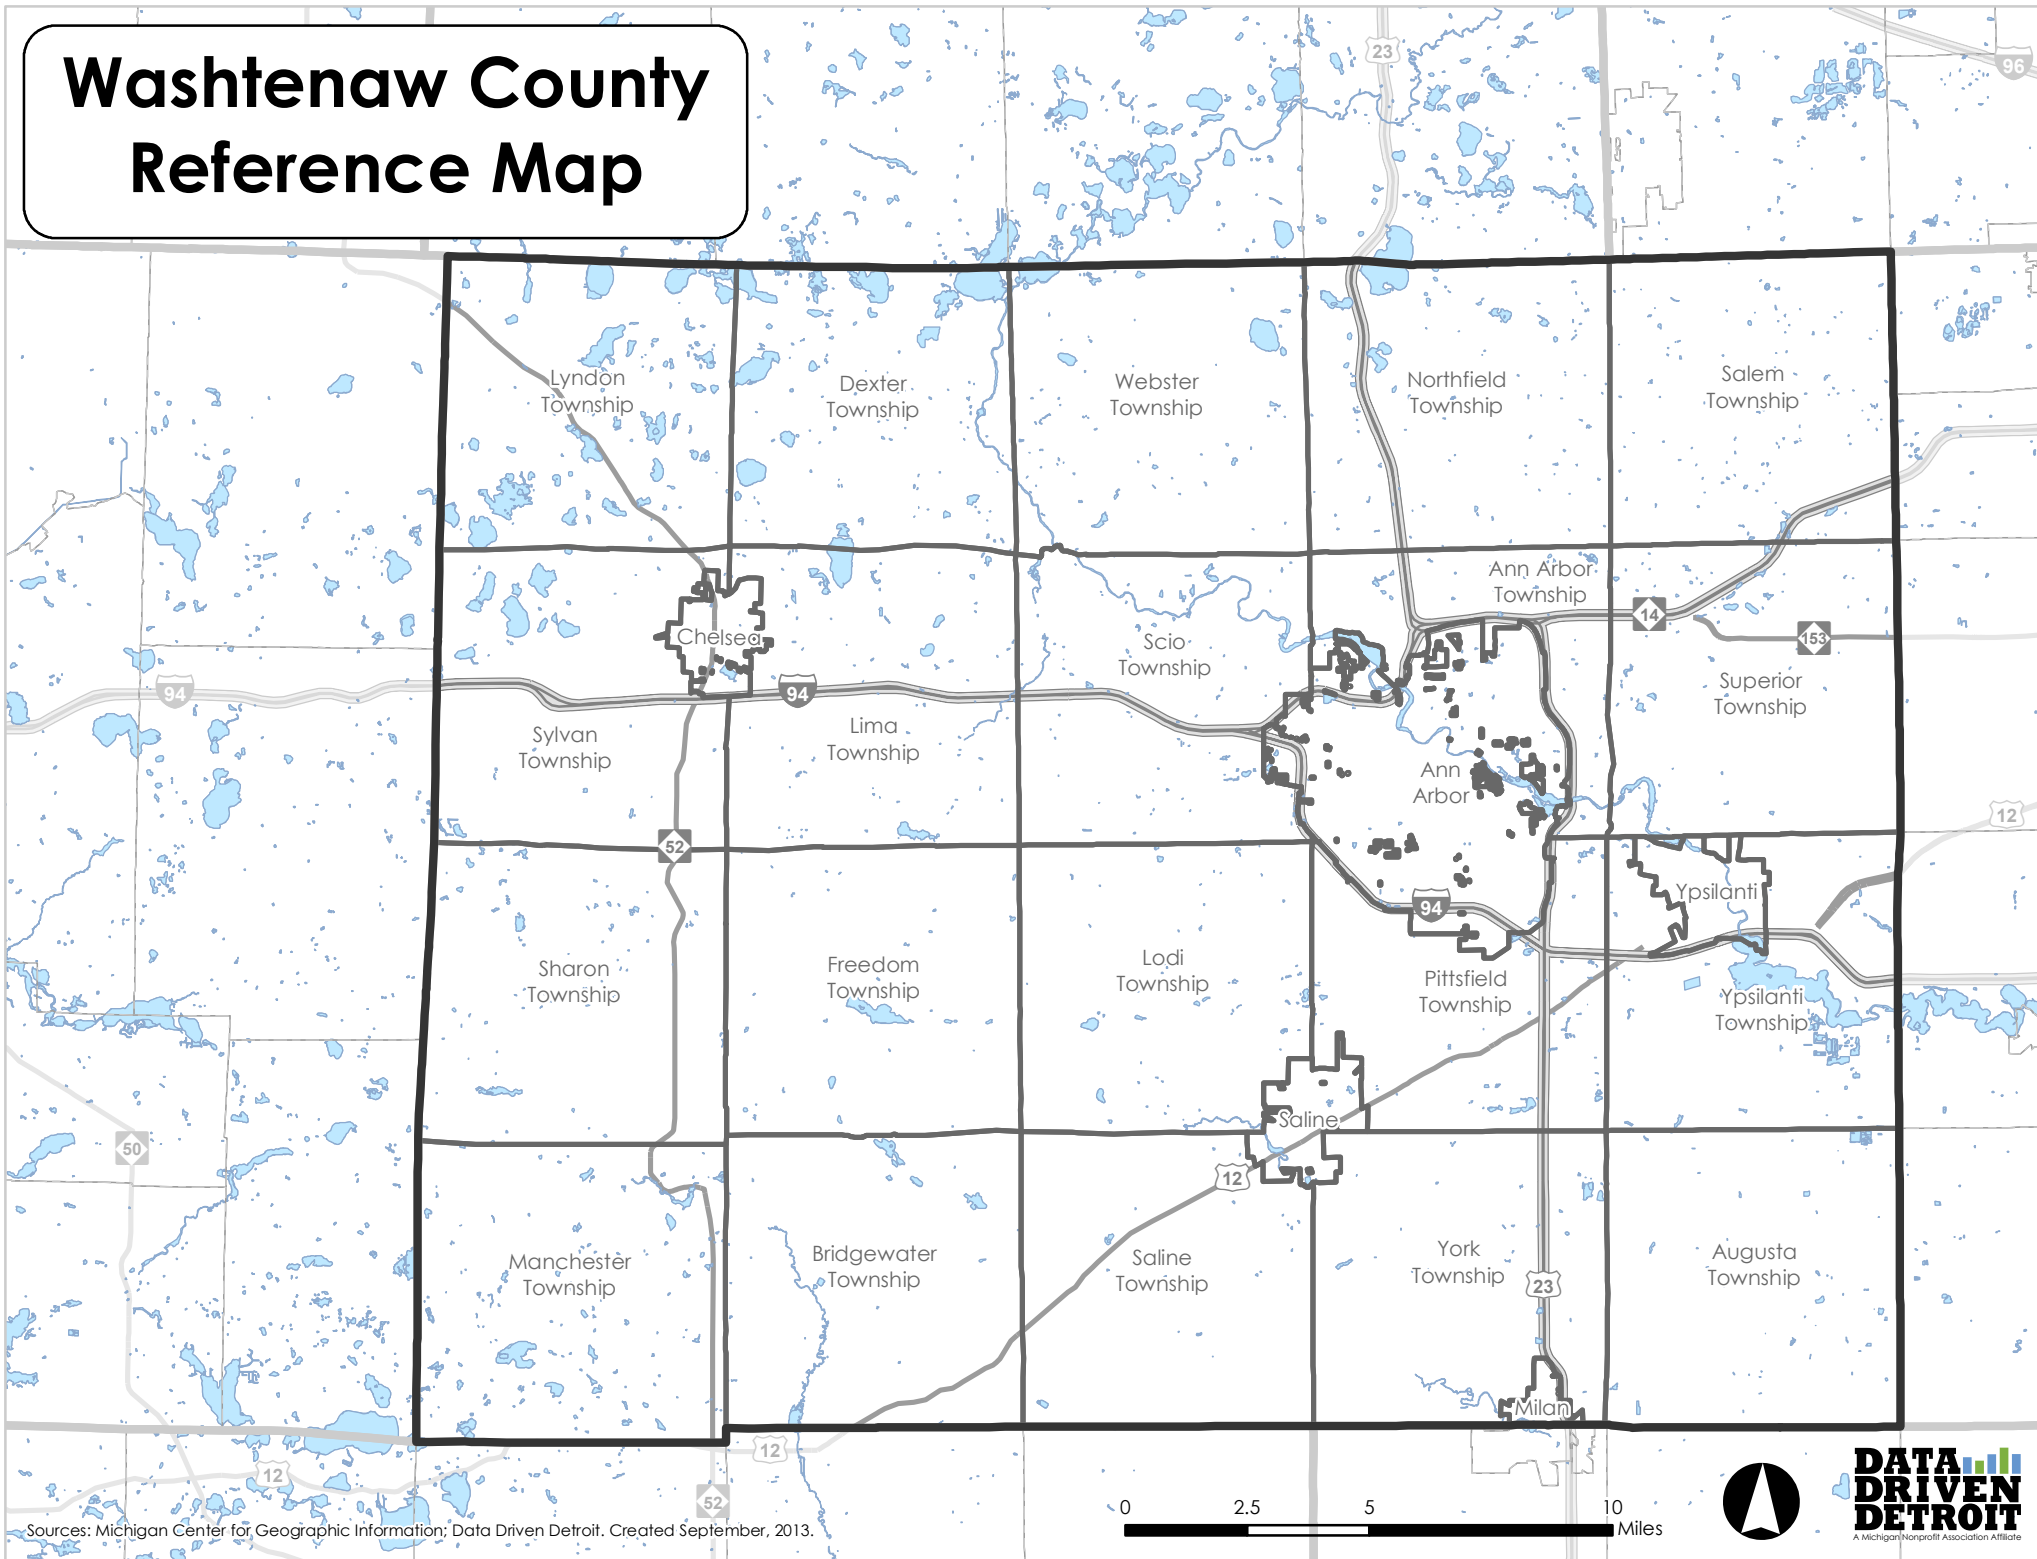 Washtenaw County
Reference Map
23
96
Lyndon
Township
Dexter
Township
Webster
Township
Northfield
Township
Salem
Township
Ann Arbor
Township
14
153
Chelsea
Scio
Township
94
94
Superior
Township
Sylvan
Township
Lima
Township
Ann
Arbor
12
52
Ypsilanti
94
Sharon
Township
Freedom
Township
Lodi
Township
Pittsfield
Township
Ypsilanti
Township
Saline
50
12
Manchester
Township
Bridgewater
Township
Saline
Township
York
Township
Augusta
Township
23
Milan
12
12
52
0 2.5 5 10
Miles
Sources: Michigan Center for Geographic Information; Data Driven Detroit. Created September, 2013.
DATA
DRIVEN
DETROIT
A Michigan Nonprofit Association Affiliate